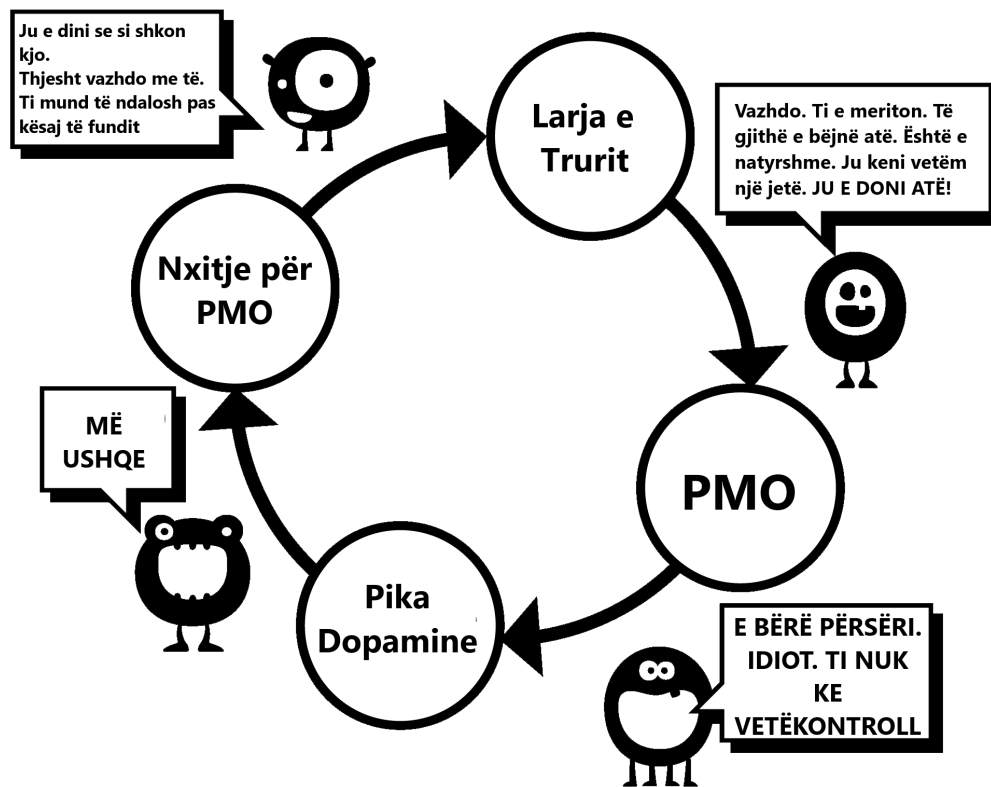 Ju e dini se si shkon
kjo.
Thjesht vazhdo me të.
Ti mund të ndalosh pas
kësaj të fundit
Larja e
Trurit
Vazhdo. Ti e meriton. Të
gjithë e bëjnë atë. Është e
natyrshme. Ju keni vetëm
një jetë. JU E DONI ATË!
Nxitje për
PMO
MË
USHQE
PMO
Pika
Dopamine
E BËRË PËRSËRI.
IDIOT. TI NUK
KE
VETËKONTROLL